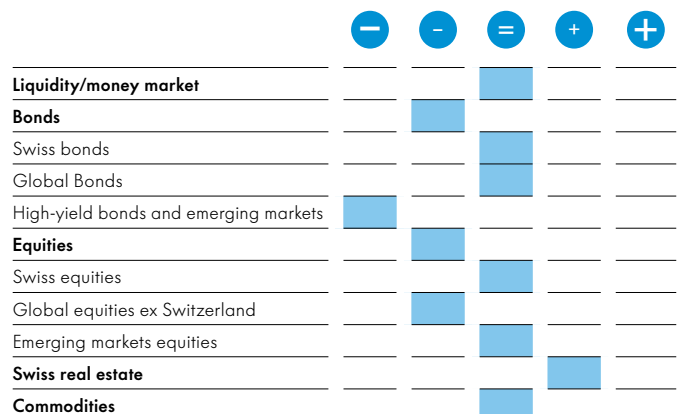 − − = + +
Liquidity/money market
Bonds
Swiss bonds
Global Bonds
High-yield bonds and emerging markets
Equities
Swiss equities
Global equities ex Switzerland
Emerging markets equities
Swiss real estate
Commodities